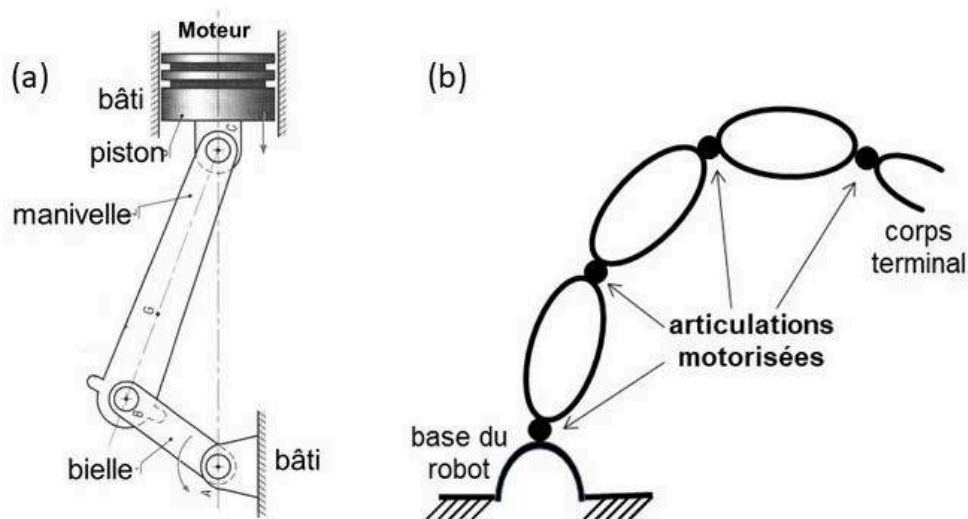 (a)
Moteur
bâti
piston
C
manivelle
G
B
bielle
A
bâti
(b)
corps
terminal
articulations
motorisées
base du
robot